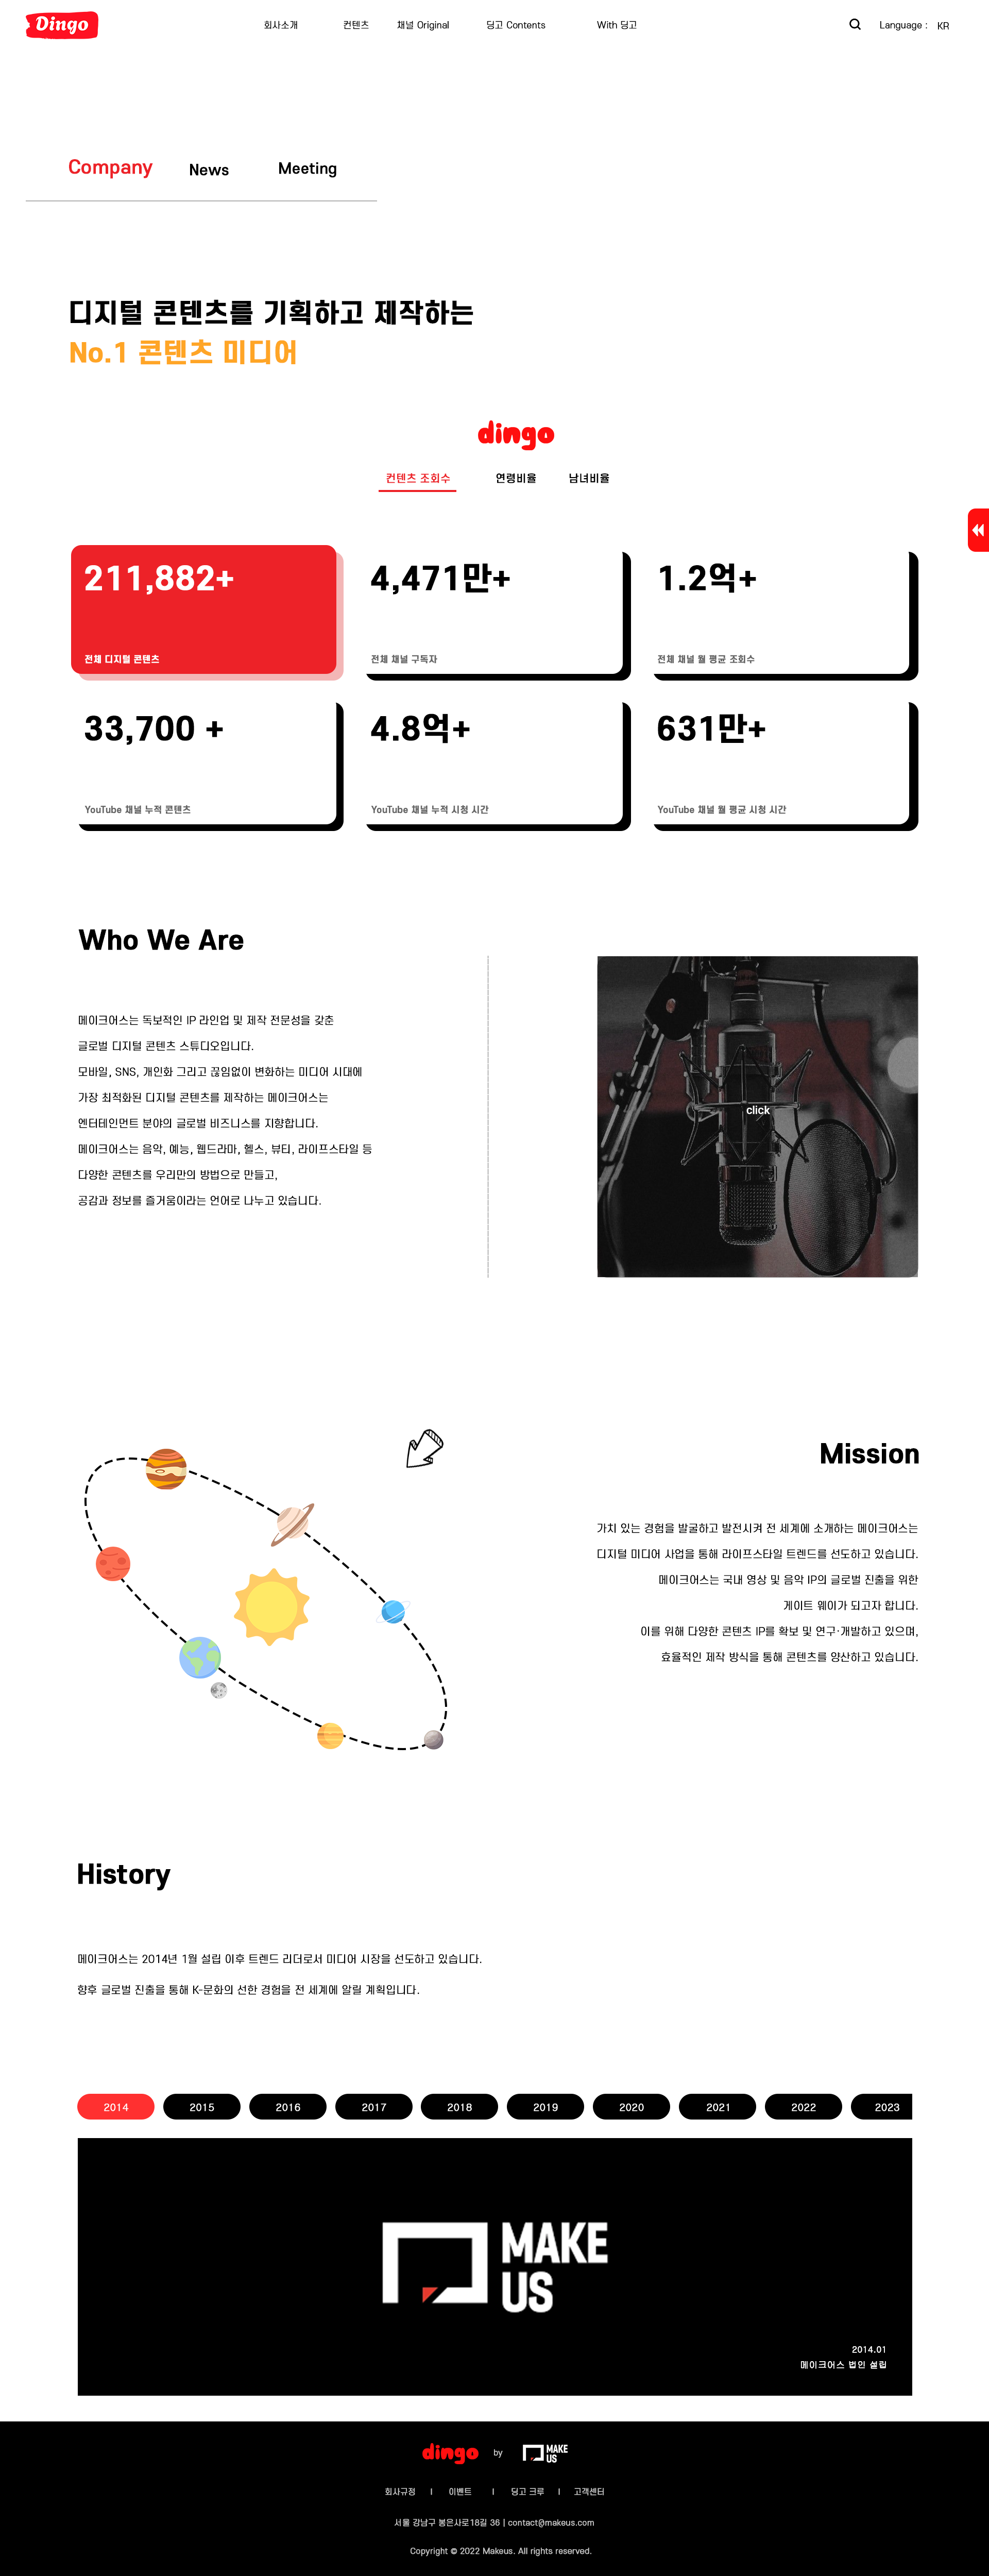 Dingo
회사소개
컨텐츠
채널 Original
딩고 Contents
With 딩고
Language :
KR
Company
News
Meeting
디지털 콘텐츠를 기획하고 제작하는
No.1 콘텐츠 미디어
dingo
컨텐츠 조회수
연령비율
남녀비율
211,882+
전체 디지털 콘텐츠
4,471만+
전체 채널 구독자
1.2억+
전체 채널 월 평균 조회수
33,700 +
YouTube 채널 누적 콘텐츠
4.8억+
YouTube 채널 누적 시청 시간
631만+
YouTube 채널 월 평균 시청 시간
Who We Are
메이크어스는 독보적인 IP 라인업 및 제작 전문성을 갖춘
글로벌 디지털 콘텐츠 스튜디오입니다.
모바일, SNS, 개인화 그리고 끊임없이 변화하는 미디어 시대에
가장 최적화된 디지털 콘텐츠를 제작하는 메이크어스는
엔터테인먼트 분야의 글로벌 비즈니스를 지향합니다.
메이크어스는 음악, 예능, 웹드라마, 헬스, 뷰티, 라이프스타일 등
다양한 콘텐츠를 우리만의 방법으로 만들고,
공감과 정보를 즐거움이라는 언어로 나누고 있습니다.
click
Mission
가치 있는 경험을 발굴하고 발전시켜 전 세계에 소개하는 메이크어스는
디지털 미디어 사업을 통해 라이프스타일 트렌드를 선도하고 있습니다.
메이크어스는 국내 영상 및 음악 IP의 글로벌 진출을 위한
게이트 웨이가 되고자 합니다.
이를 위해 다양한 콘텐츠 IP를 확보 및 연구·개발하고 있으며,
효율적인 제작 방식을 통해 콘텐츠를 양산하고 있습니다.
History
메이크어스는 2014년 1월 설립 이후 트렌드 리더로서 미디어 시장을 선도하고 있습니다.
향후 글로벌 진출을 통해 K-문화의 선한 경험을 전 세계에 알릴 계획입니다.
2014
2015
2016
2017
2018
2019
2020
2021
2022
2023
MAKE
US
2014.01
메이크어스 법인 설립
dingo by MAKE US
회사규정 | 이벤트 | 딩고 크루 | 고객센터
서울 강남구 봉은사로18길 36 | contact@makeus.com
Copyright © 2022 Makeus. All rights reserved.